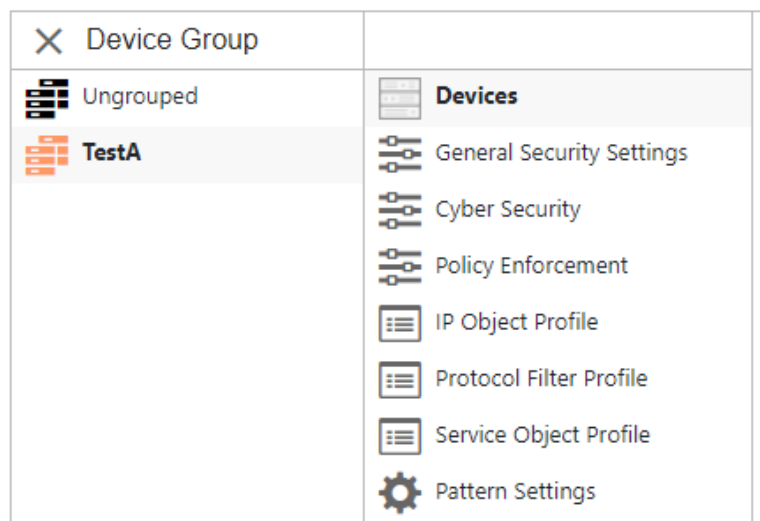 Device Group
Ungrouped
TestA
Devices
General Security Settings
Cyber Security
Policy Enforcement
IP Object Profile
Protocol Filter Profile
Service Object Profile
Pattern Settings